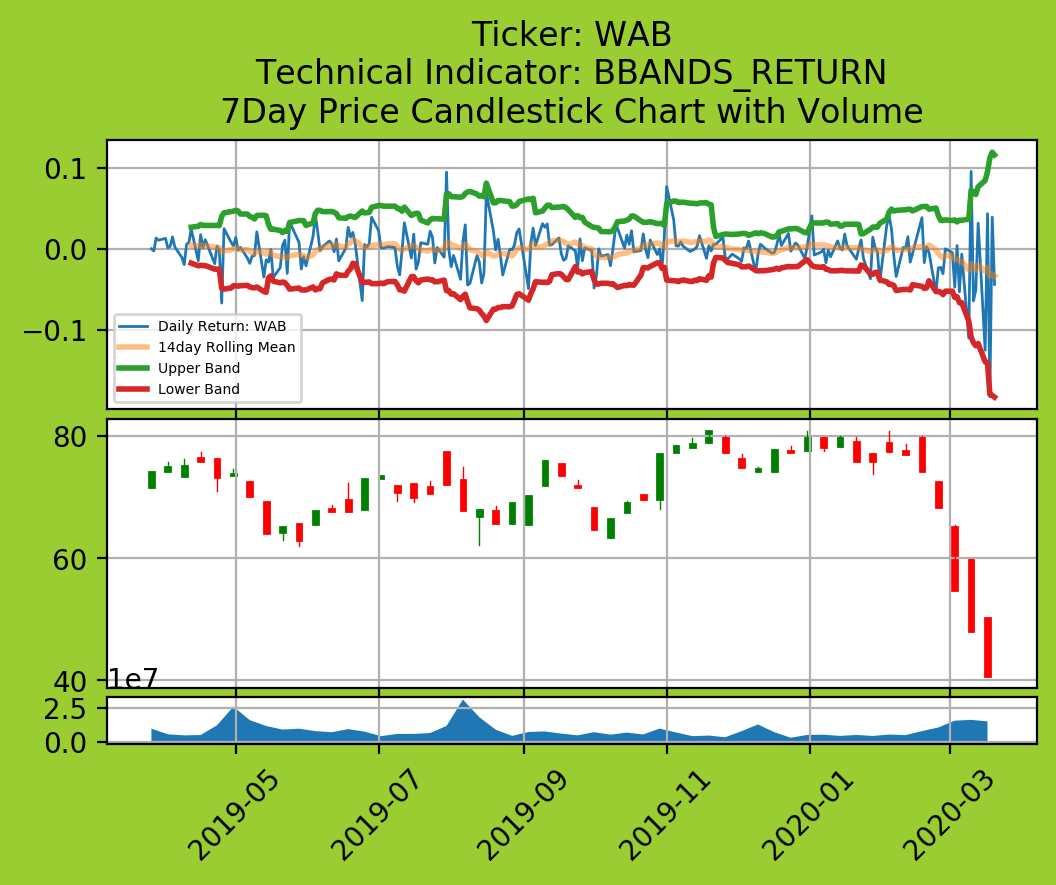 Ticker: WAB
Technical Indicator: BBANDS_RETURN
7Day Price Candlestick Chart with Volume
0.1
0.0
−0.1
Daily Return: WAB
14day Rolling Mean
Upper Band
Lower Band
80
60
40
1e7
2.5
0.0
2019-05
2019-07
2019-09
2019-11
2020-01
2020-03